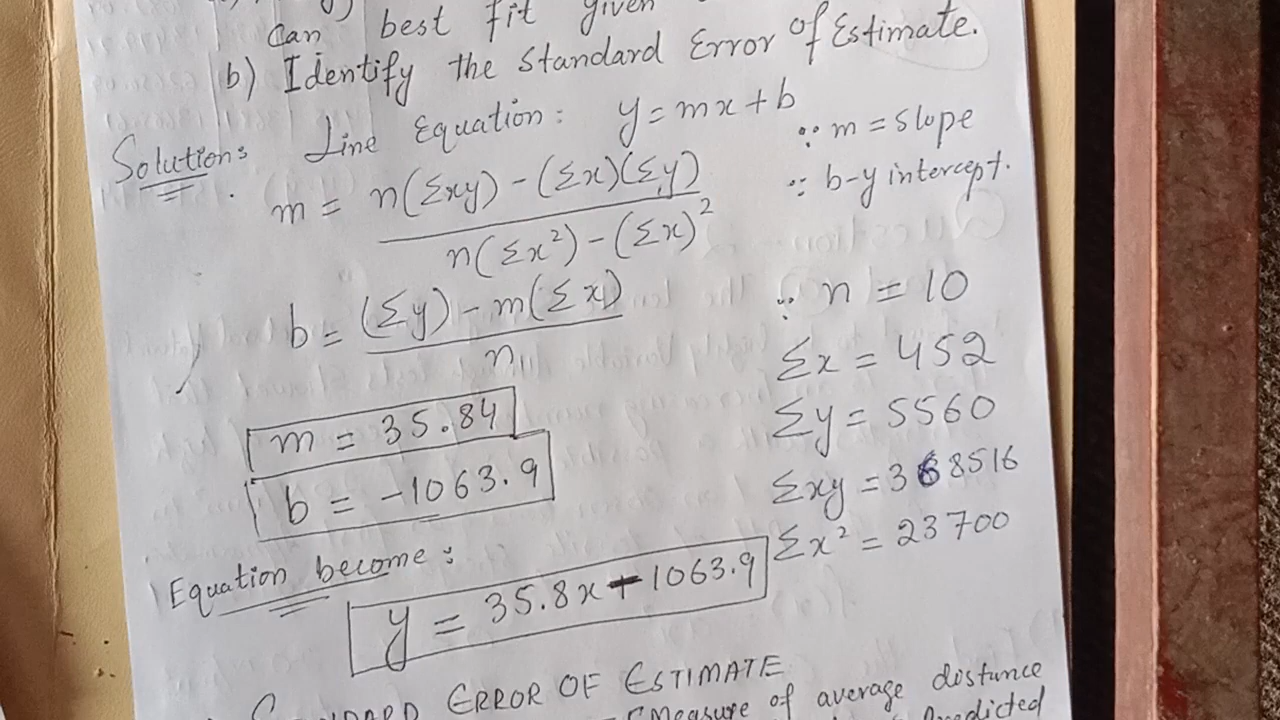 can best fit given
b) Identify the Standard Error of Estimate.
Solution: Line Equation: y = mx + b
∵ m = slope
m = n(Σxy) - (Σx)(Σy) / n(Σx²) - (Σx)²
∵ b-y intercept.
b = (Σy) - m(Σx) / n
∵ n = 10
Σx = 452
Σy = 5560
m = 35.84
Σxy = 368516
b = -1063.9
Σx² = 23700
Equation become:
y = 35.8x + 1063.9
ERROR OF ESTIMATE
Measure of average distance